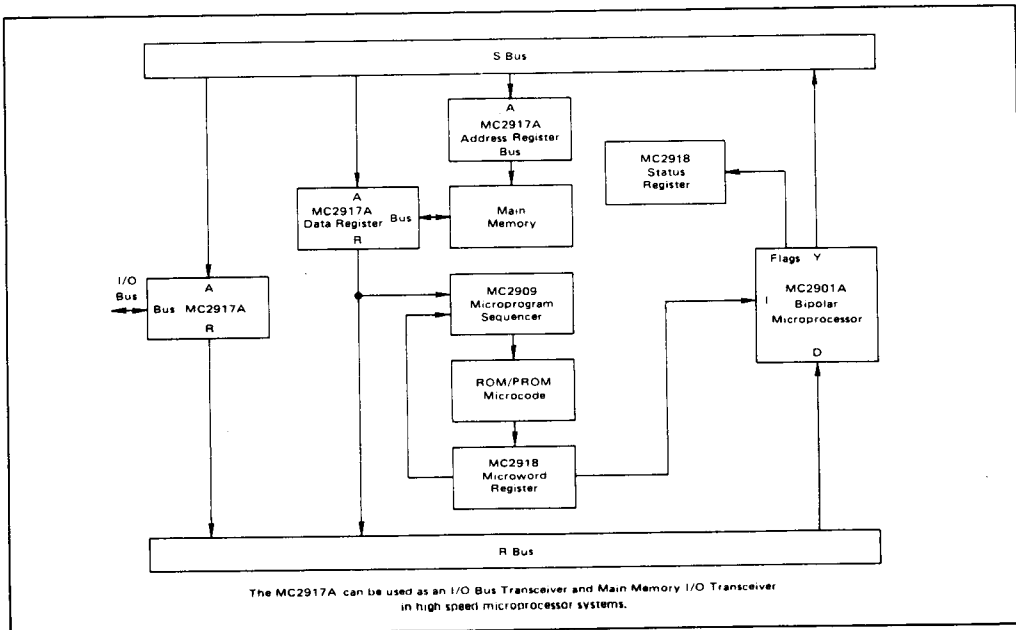 S Bus
A
MC2917A
Address Register
Bus
MC2918
Status
Register
A
MC2917A
Data Register
Bus
R
Main
Memory
I/O
Bus
A
Bus
MC2917A
R
MC2909
Microprogram
Sequencer
Flags Y
MC2901A
I
Bipolar
Microprocessor
D
ROM/PROM
Microcode
MC2918
Microword
Register
R Bus
The MC2917A can be used as an I/O Bus Transceiver and Main Memory I/O Transceiver
in high speed microprocessor systems.